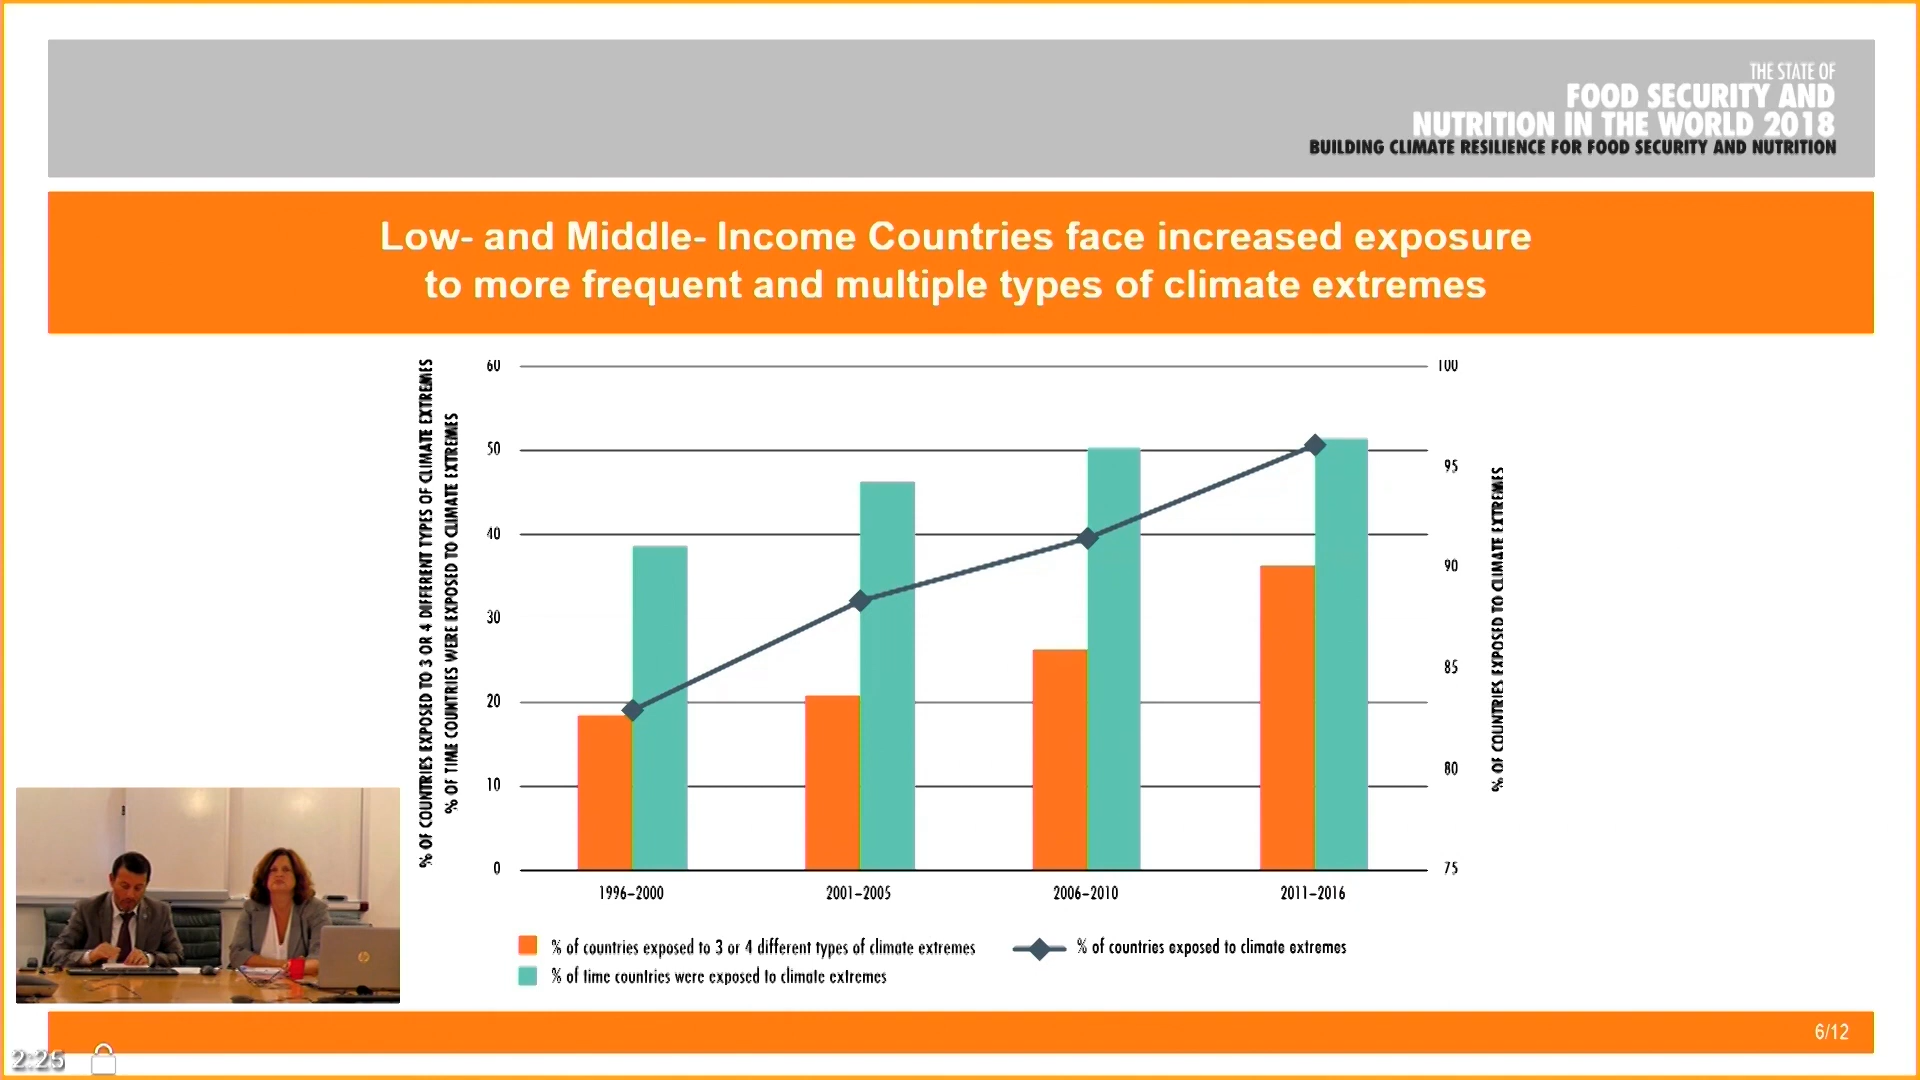 THE STATE OF
FOOD SECURITY AND
NUTRITION IN THE WORLD 2018
BUILDING CLIMATE RESILIENCE FOR FOOD SECURITY AND NUTRITION
Low- and Middle- Income Countries face increased exposure
to more frequent and multiple types of climate extremes
% OF COUNTRIES EXPOSED TO 3 OR 4 DIFFERENT TYPES OF CLIMATE EXTREMES
% OF TIME COUNTRIES WERE EXPOSED TO CLIMATE EXTREMES
60
50
40
30
20
10
0
100
95
90
85
80
75
% OF COUNTRIES EXPOSED TO CLIMATE EXTREMES
1996–2000
2001–2005
2006–2010
2011–2016
% of countries exposed to 3 or 4 different types of climate extremes
% of countries exposed to climate extremes
% of time countries were exposed to climate extremes
hp
6/12
2:25